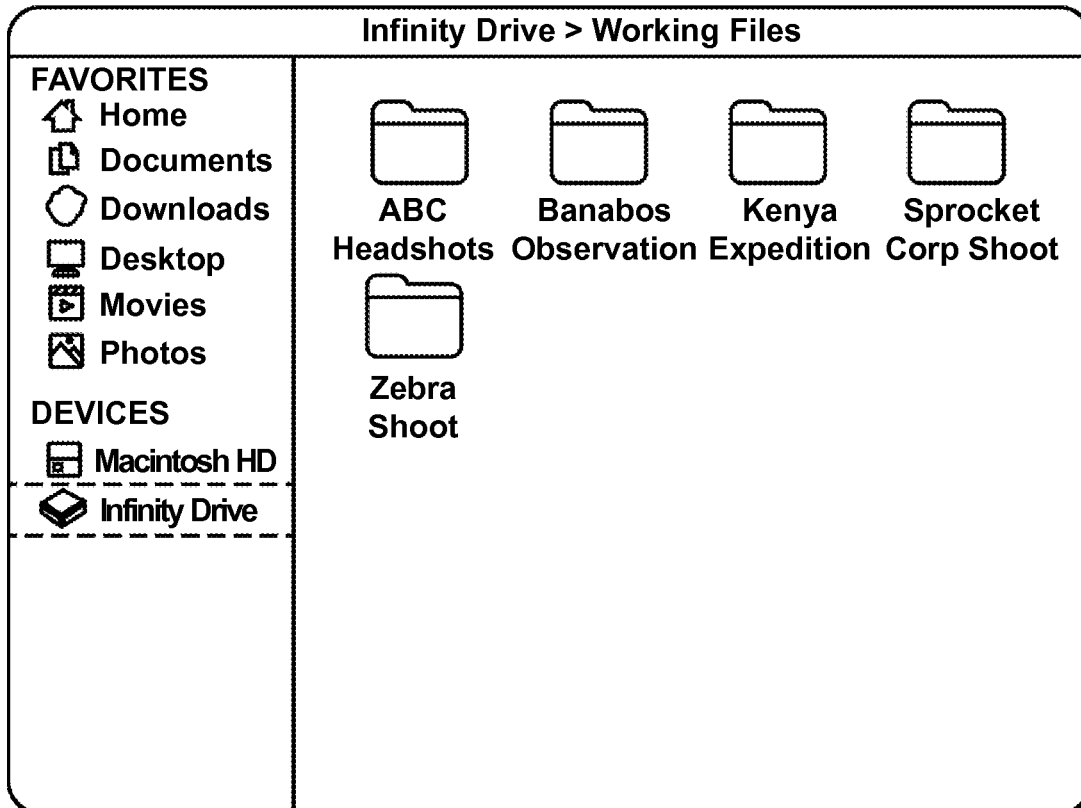 Infinity Drive > Working Files
FAVORITES
Home
Documents
Downloads
Desktop
Movies
Photos
DEVICES
Macintosh HD
Infinity Drive
ABC
Headshots
Banabos
Observation
Kenya
Expedition
Sprocket
Corp Shoot
Zebra
Shoot